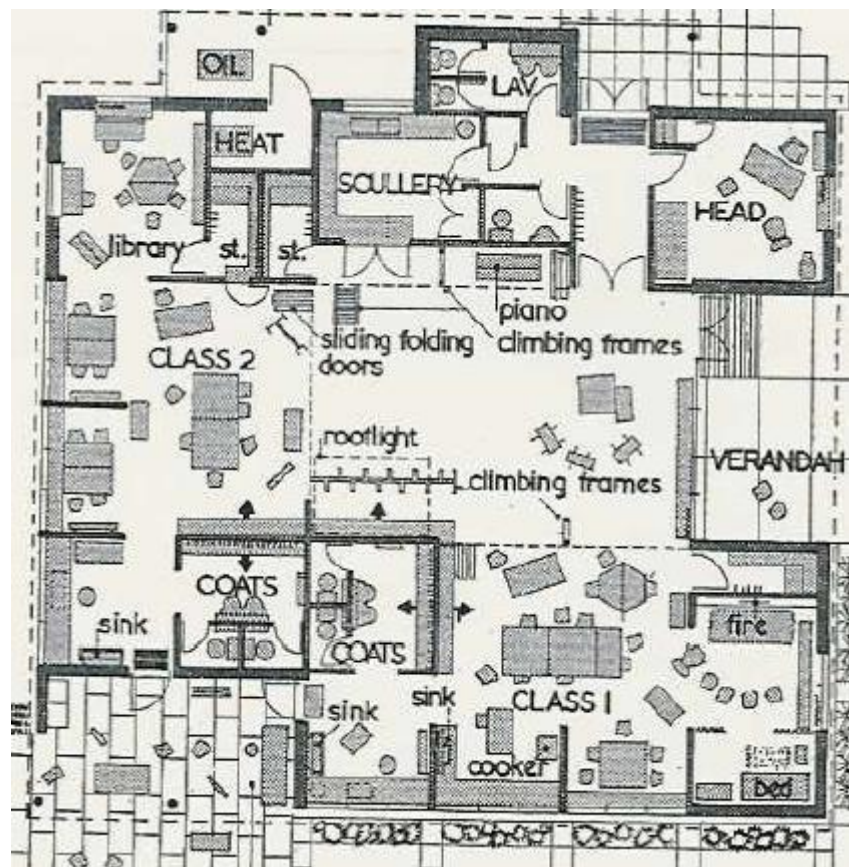 OIL
LAV
HEAT
SCULLERY
HEAD
library
st.
st.
piano
climbing frames
sliding folding
doors
CLASS 2
rooflight
climbing frames
VERANDAH
COATS
COATS
fire
sink
sink
sink
CLASS 1
cooker
bed